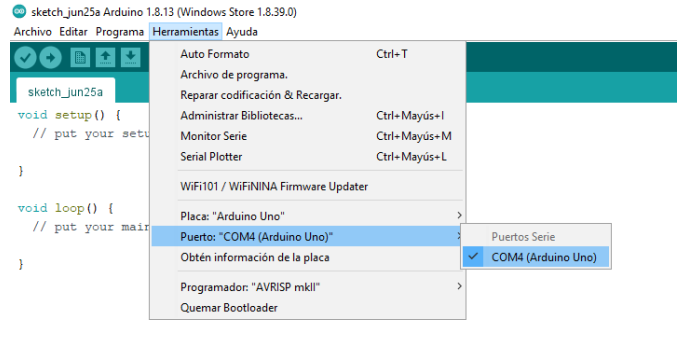 sketch_jun25a Arduino 1.8.13 (Windows Store 1.8.39.0)
Archivo Editar Programa Herramientas Ayuda
sketch_jun25a
void setup() {
// put your setu
}
void loop() {
// put your mair
}
Auto Formato Ctrl+T
Archivo de programa.
Reparar codificación & Recargar.
Administrar Bibliotecas... Ctrl+Mayús+I
Monitor Serie Ctrl+Mayús+M
Serial Plotter Ctrl+Mayús+L
WiFi101 / WiFiNINA Firmware Updater
Placa: "Arduino Uno"
Puerto: "COM4 (Arduino Uno)"
Obtén información de la placa
Programador: "AVRISP mkII"
Quemar Bootloader
Puertos Serie
COM4 (Arduino Uno)